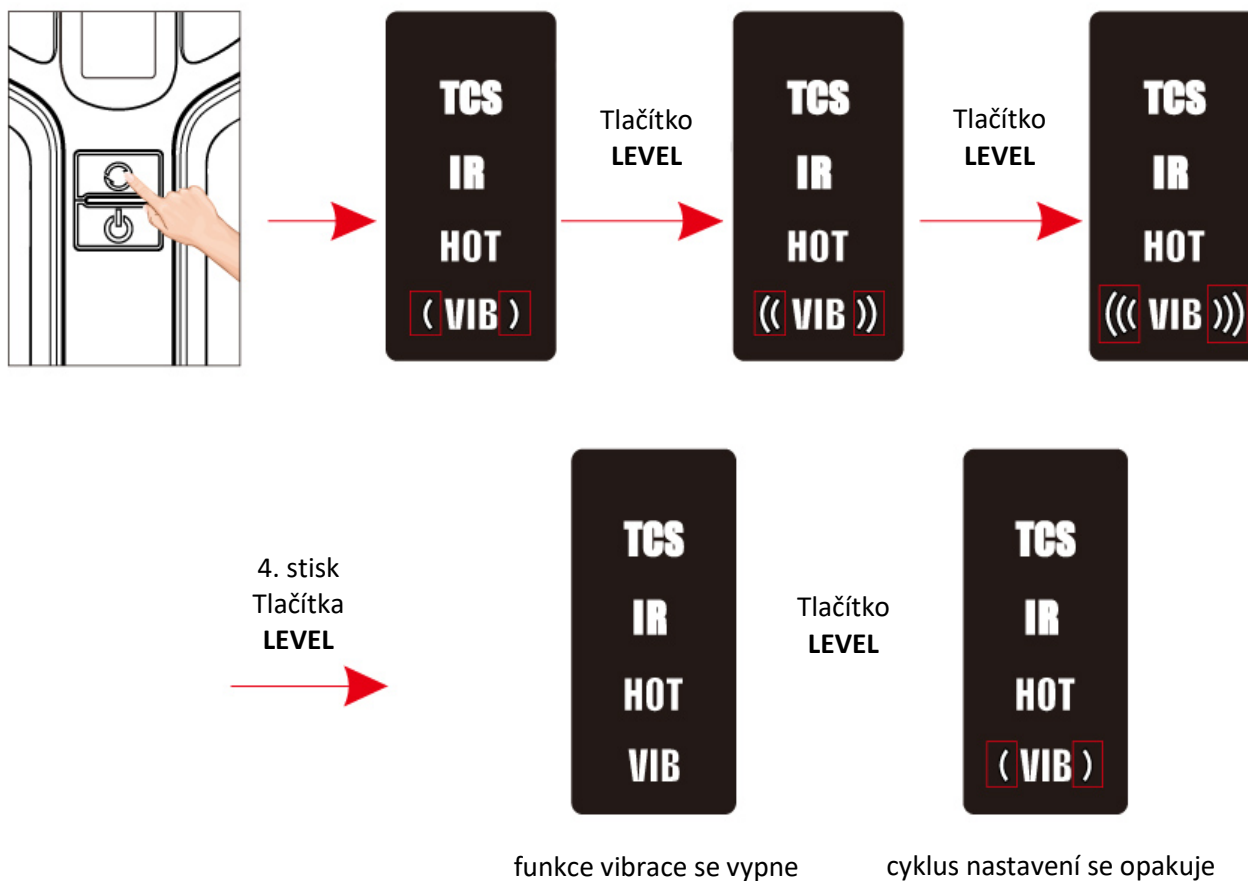 TCS
IR
HOT
( VIB )
Tlačítko
LEVEL
TCS
IR
HOT
(( VIB ))
Tlačítko
LEVEL
TCS
IR
HOT
((( VIB )))
4. stisk
Tlačítka
LEVEL
TCS
IR
HOT
VIB
funkce vibrace se vypne
Tlačítko
LEVEL
TCS
IR
HOT
( VIB )
cyklus nastavení se opakuje